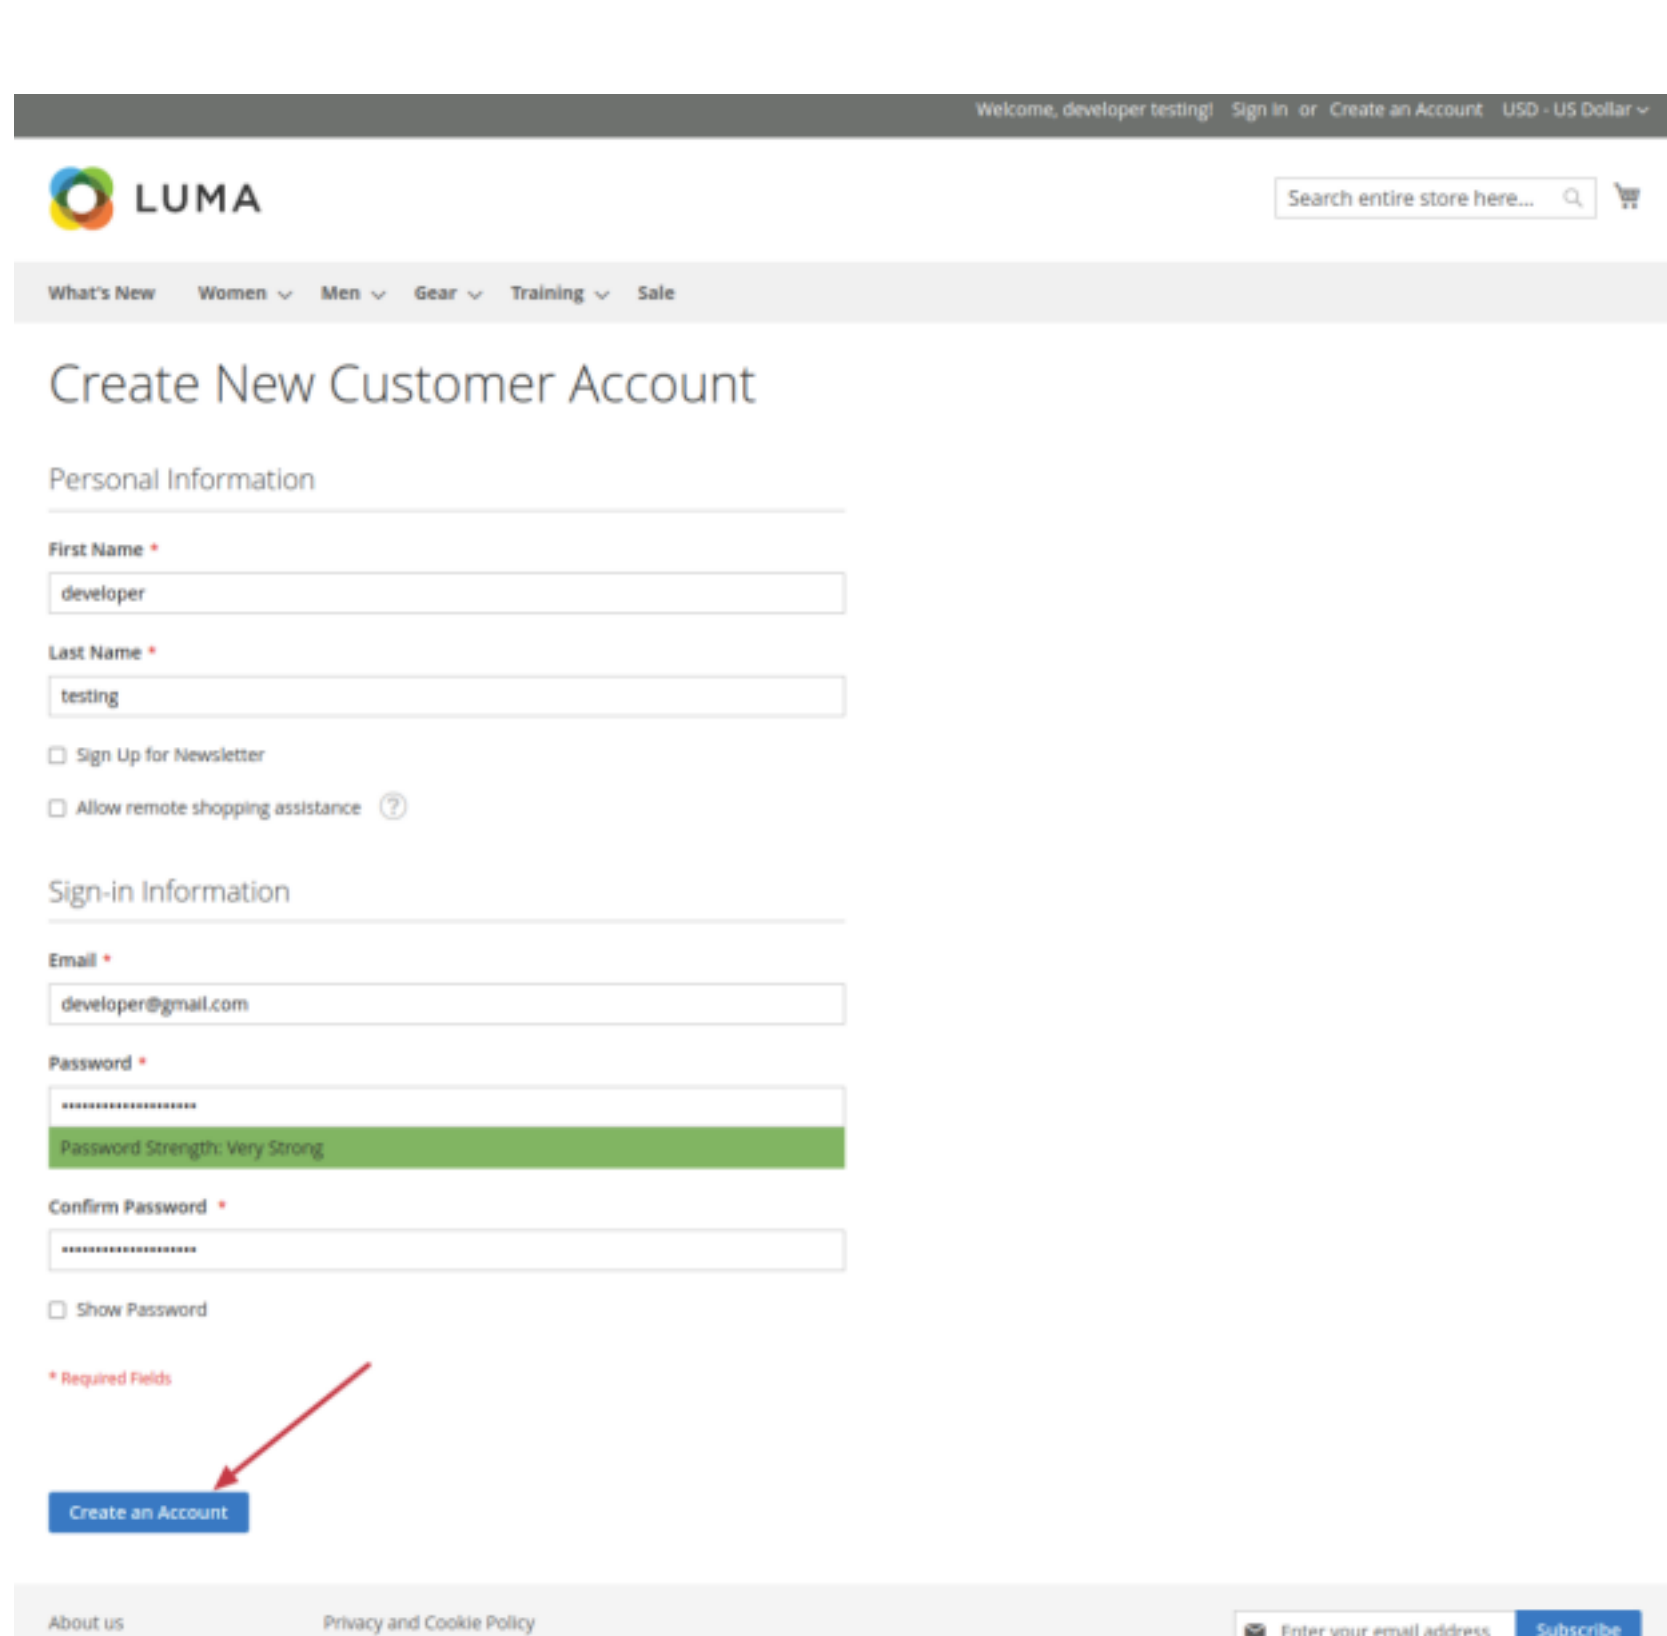 Welcome, developer testing! Sign In or Create an Account USD - US Dollar
LUMA
Search entire store here...
What's New Women Men Gear Training Sale
Create New Customer Account
Personal Information
First Name *
developer
Last Name *
testing
Sign Up for Newsletter
Allow remote shopping assistance ?
Sign-in Information
Email *
developer@gmail.com
Password *
Password Strength: Very Strong
Confirm Password *
Show Password
* Required Fields
Create an Account
About us Privacy and Cookie Policy
Enter your email address Subscribe